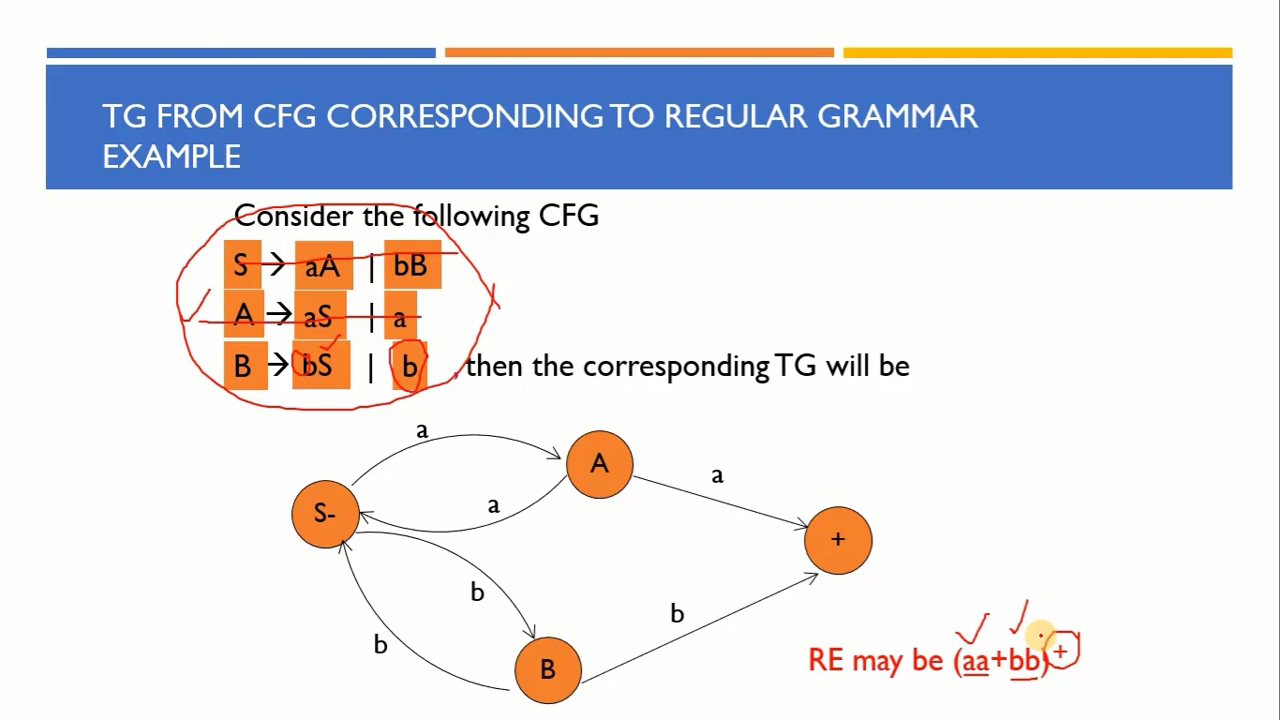 TG FROM CFG CORRESPONDING TO REGULAR GRAMMAR
EXAMPLE
Consider the following CFG
S → aA | bB
A → aS | a
B → bS | b , then the corresponding TG will be
a
A
a
a
S-
+
b
b
b
B
RE may be (aa+bb)+